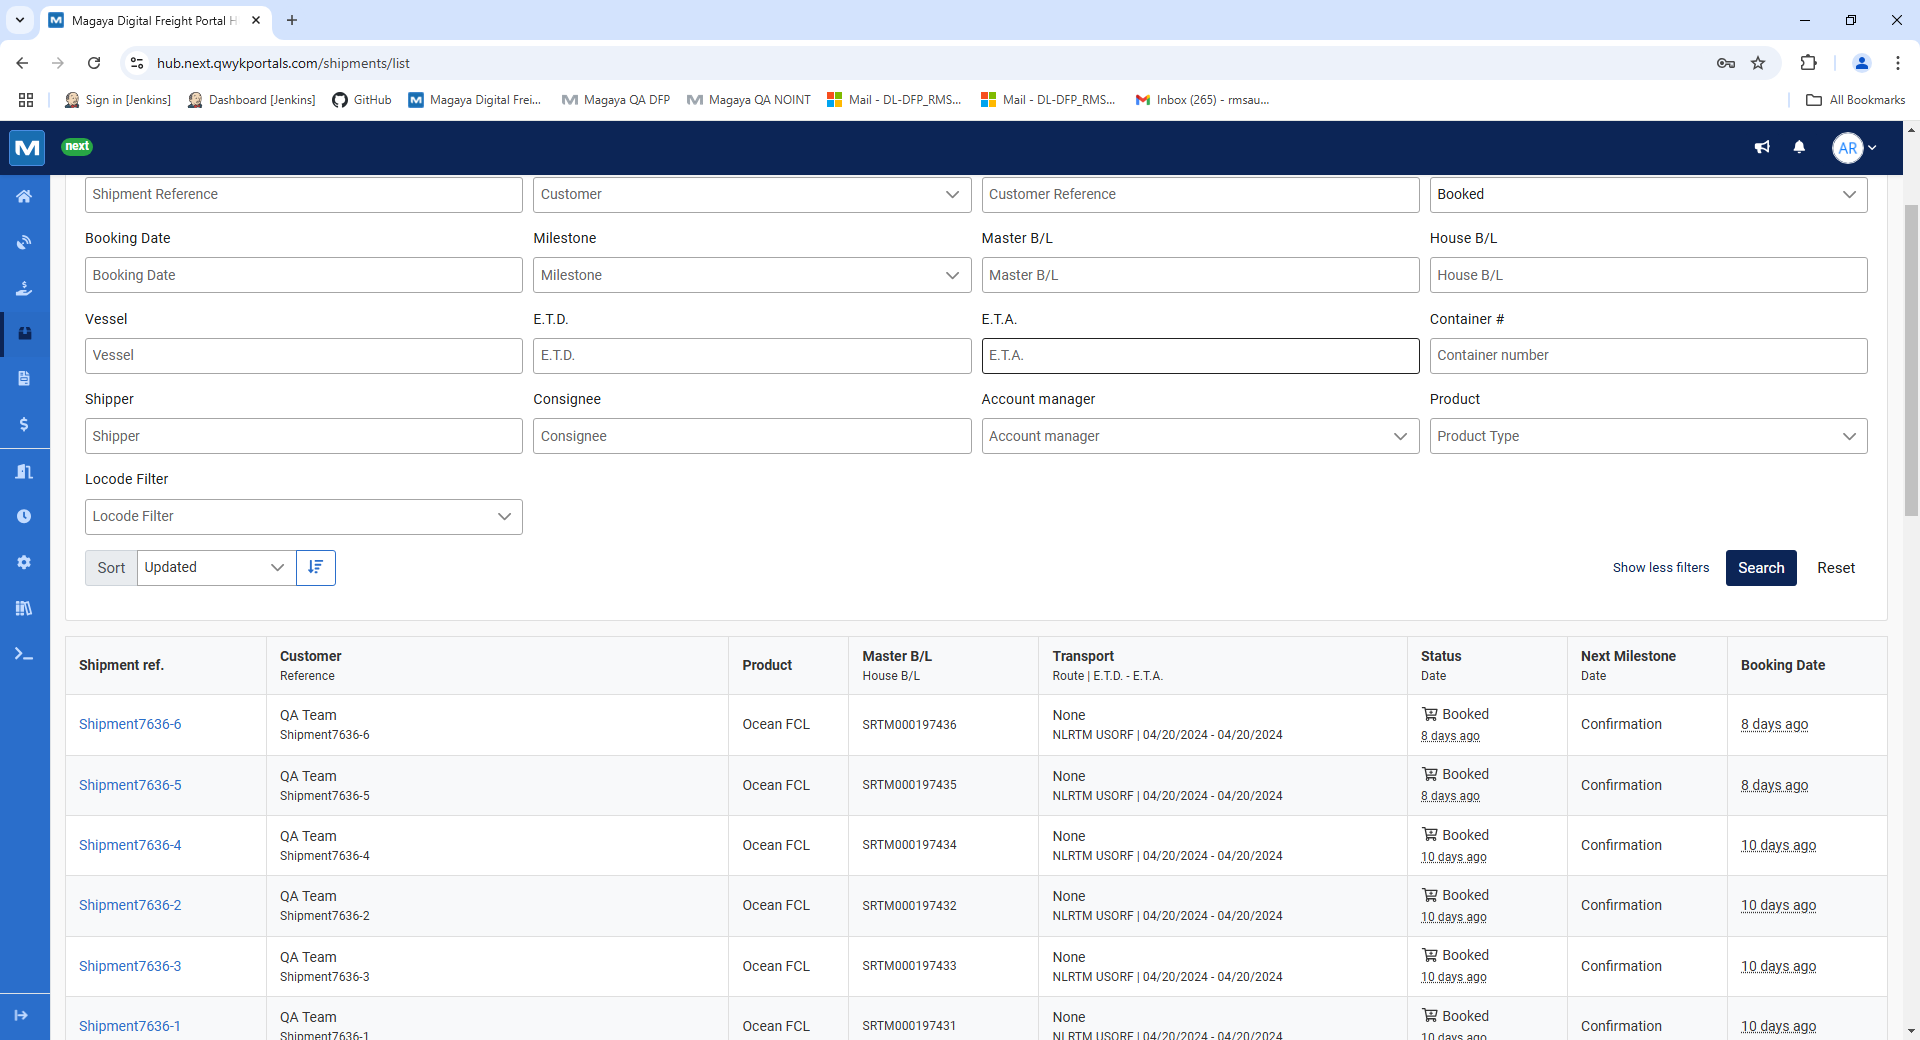 Magaya Digital Freight Portal H
hub.next.qwykportals.com/shipments/list
Sign in [Jenkins]
Dashboard [Jenkins]
GitHub
Magaya Digital Frei...
Magaya QA DFP
Magaya QA NOINT
Mail - DL-DFP_RMS...
Mail - DL-DFP_RMS...
Inbox (265) - rmsau...
All Bookmarks
next
AR
Shipment Reference
Customer
Customer Reference
Booked
Booking Date
Milestone
Master B/L
House B/L
Booking Date
Milestone
Master B/L
House B/L
Vessel
E.T.D.
E.T.A.
Container #
Vessel
E.T.D.
E.T.A.
Container number
Shipper
Consignee
Account manager
Product
Shipper
Consignee
Account manager
Product Type
Locode Filter
Locode Filter
Sort
Updated
Show less filters
Search
Reset
Shipment ref.
Customer
Reference
Product
Master B/L
House B/L
Transport
Route | E.T.D. - E.T.A.
Status
Date
Next Milestone
Date
Booking Date
Shipment7636-6
QA Team
Shipment7636-6
Ocean FCL
SRTM000197436
None
NLRTM USORF | 04/20/2024 - 04/20/2024
Booked
8 days ago
Confirmation
8 days ago
Shipment7636-5
QA Team
Shipment7636-5
Ocean FCL
SRTM000197435
None
NLRTM USORF | 04/20/2024 - 04/20/2024
Booked
8 days ago
Confirmation
8 days ago
Shipment7636-4
QA Team
Shipment7636-4
Ocean FCL
SRTM000197434
None
NLRTM USORF | 04/20/2024 - 04/20/2024
Booked
10 days ago
Confirmation
10 days ago
Shipment7636-2
QA Team
Shipment7636-2
Ocean FCL
SRTM000197432
None
NLRTM USORF | 04/20/2024 - 04/20/2024
Booked
10 days ago
Confirmation
10 days ago
Shipment7636-3
QA Team
Shipment7636-3
Ocean FCL
SRTM000197433
None
NLRTM USORF | 04/20/2024 - 04/20/2024
Booked
10 days ago
Confirmation
10 days ago
Shipment7636-1
QA Team
Shipment7636-1
Ocean FCL
SRTM000197431
None
NLRTM USORF | 04/20/2024 - 04/20/2024
Booked
10 days ago
Confirmation
10 days ago